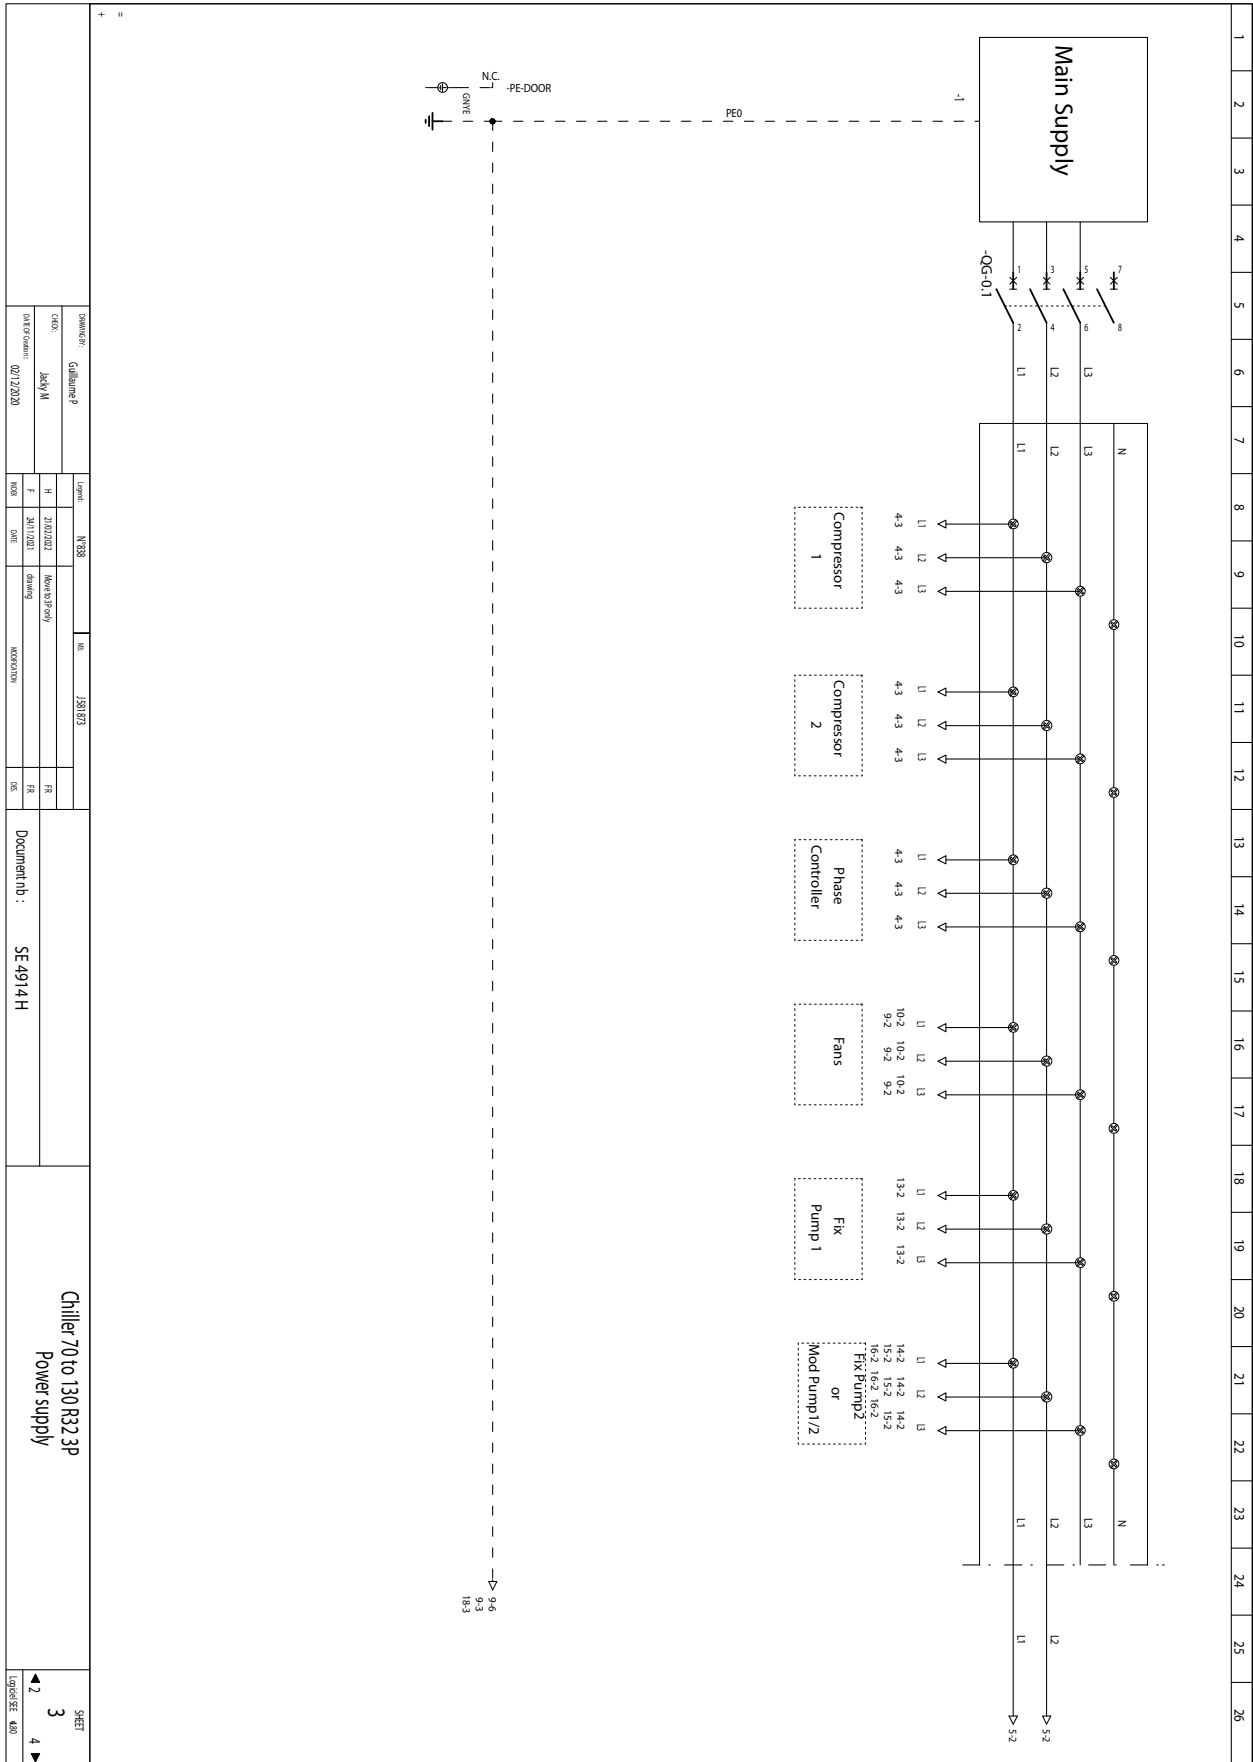 1 2 3 4 5 6 7 8 9 10 11 12 13 14 15 16 17 18 19 20 21 22 23 24 25 26
=
+
Main Supply
-1
PE0
N.C.
-PE-DOOR
GNYE
-QG-0.1
1 3 5 7
2 4 6 8
L1 L2 L3
L1 L2 L3 N
L1 L2 L3
4-3 4-3 4-3
Compressor
1
L1 L2 L3
4-3 4-3 4-3
Compressor
2
L1 L2 L3
4-3 4-3 4-3
Phase
Controller
L1 L2 L3
10-2 10-2 10-2
9-2 9-2 9-2
Fans
L1 L2 L3
13-2 13-2 13-2
Fix
Pump 1
L1 L2 L3
14-2 14-2 14-2
15-2 15-2 15-2
16-2 16-2 16-2
Fix Pump2
or
Mod Pump1/2
L1 L2 L3 N
L1 L2
5-2 5-2
9-6
9-3
18-3
DRAWING BY: Guillaume P
CHECK: Jacky M
DATE OF Creation: 02/12/2020
Legend: N°838
Mb: J581873
H 21/02/2022 Move to 3P only FR
F 24/11/2021 drawing FR
INDEX DATE MODIFICATION DES.
Document nb : SE 4914 H
Chiller 70 to 130 R32 3P
Power supply
SHEET
3
2 4
Logiciel SEE